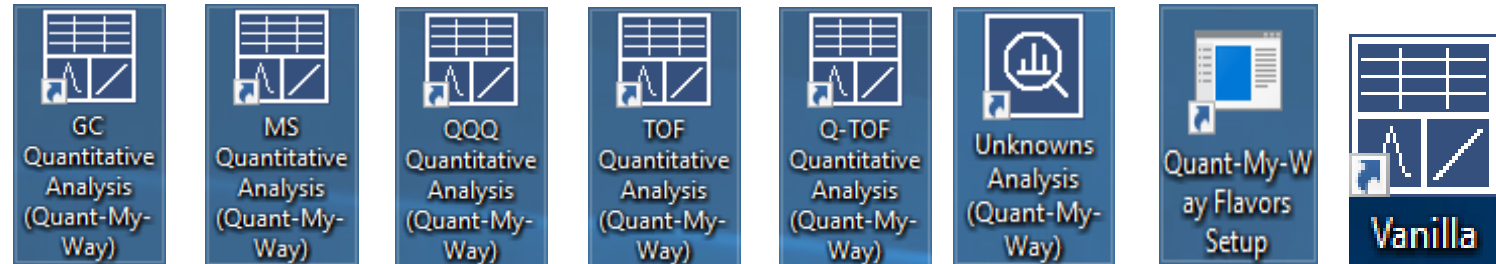 GC
Quantitative
Analysis
(Quant-My-
Way)
MS
Quantitative
Analysis
(Quant-My-
Way)
QQQ
Quantitative
Analysis
(Quant-My-
Way)
TOF
Quantitative
Analysis
(Quant-My-
Way)
Q-TOF
Quantitative
Analysis
(Quant-My-
Way)
Unknowns
Analysis
(Quant-My-
Way)
Quant-My-W
ay Flavors
Setup
Vanilla